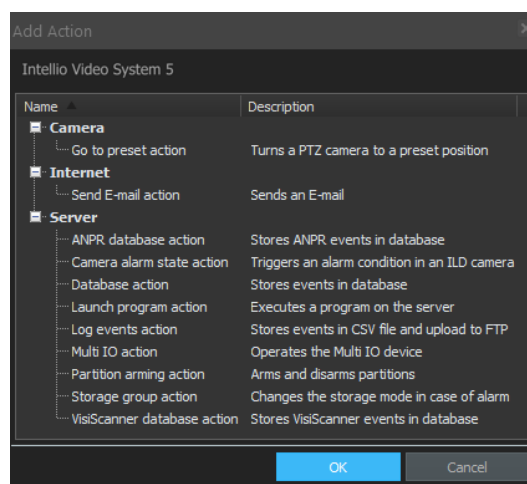 Add Action
Intellio Video System 5
Name Description
Camera
Go to preset action Turns a PTZ camera to a preset position
Internet
Send E-mail action Sends an E-mail
Server
ANPR database action Stores ANPR events in database
Camera alarm state action Triggers an alarm condition in an ILD camera
Database action Stores events in database
Launch program action Executes a program on the server
Log events action Stores events in CSV file and upload to FTP
Multi IO action Operates the Multi IO device
Partition arming action Arms and disarms partitions
Storage group action Changes the storage mode in case of alarm
VisiScanner database action Stores VisiScanner events in database
OK Cancel